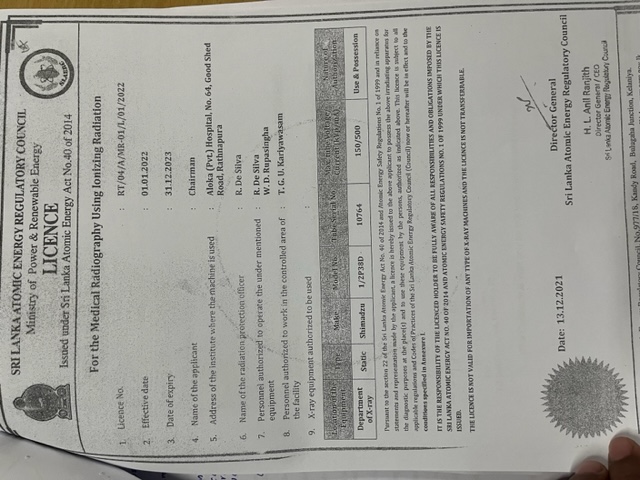 SRI LANKA ATOMIC ENERGY REGULATORY COUNCIL
Ministry of Power & Renewable Energy
LICENCE
Issued under Sri Lanka Atomic Energy Act No.40 of 2014
SLAERC
For the Medical Radiography Using Ionizing Radiation
1. Licence No. : RT/04/A/MR-01/L/01/2022
2. Effective date : 01.01.2022
3. Date of expiry : 31.12.2023
4. Name of the applicant : Chairman
5. Address of the institute where the machine is used : Aloka (Pvt.) Hospital, No. 64, Good Shed
Road, Rathnapura
6. Name of the radiation protection officer : R. De Silva
7. Personnel authorized to operate the under mentioned : R. De Silva
equipment W. D. Rupasingha
8. Personnel authorized to work in the controlled area of : T. G. U. Kariyawasam
the facility
9. X-ray equipment authorized to be used :
Location of the Equipment Type Make Model No. Tube Serial No. Max. tube Voltage Current (kVp/mA) Nature of Authorization
Department of X-ray Static Shimadzu 1/2P38D 10764 150/500 Use & Possession
Pursuant to the section 22 of the Sri Lanka Atomic Energy Act No. 40 of 2014 and Atomic Energy Safety Regulations No. 1 of 1999 and in reliance on
statements and representation made by the applicant, a licence is hereby issued to the above applicant to possess the above irradiating apparatus for
the diagnostic purposes at the place(s) and to use these equipment by the persons, authorized as indicated above. This licence is subject to all
applicable regulations and Codes of Practices of the Sri Lanka Atomic Energy Regulatory Council (Council) now or hereafter will be in effect and to the
conditions specified in Annexure I.
IT IS THE RESPONSIBILITY OF THE LICENCED HOLDER TO BE FULLY AWARE OF ALL RESPONSIBILITIES AND OBLIGATIONS IMPOSED BY THE
SRI LANKA ATOMIC ENERGY ACT NO. 40 OF 2014 AND ATOMIC ENERGY SAFETY REGULATIONS NO. 1 OF 1999 UNDER WHICH THIS LICENCE IS
ISSUED.
THE LICENCE IS NOT VALID FOR IMPORTATION OF ANY TYPE OF X-RAY MACHINES AND THE LICENCE IS NOT TRANSFERRABLE.
Date: 13.12.2021
Director General
Sri Lanka Atomic Energy Regulatory Council
H. L. Anil Ranjith
Director General / CEO
Sri Lanka Atomic Energy Regulatory Council
Regulatory Council, No.977/18, Kandy Road, Bulugaha Junction, Kelaniya.